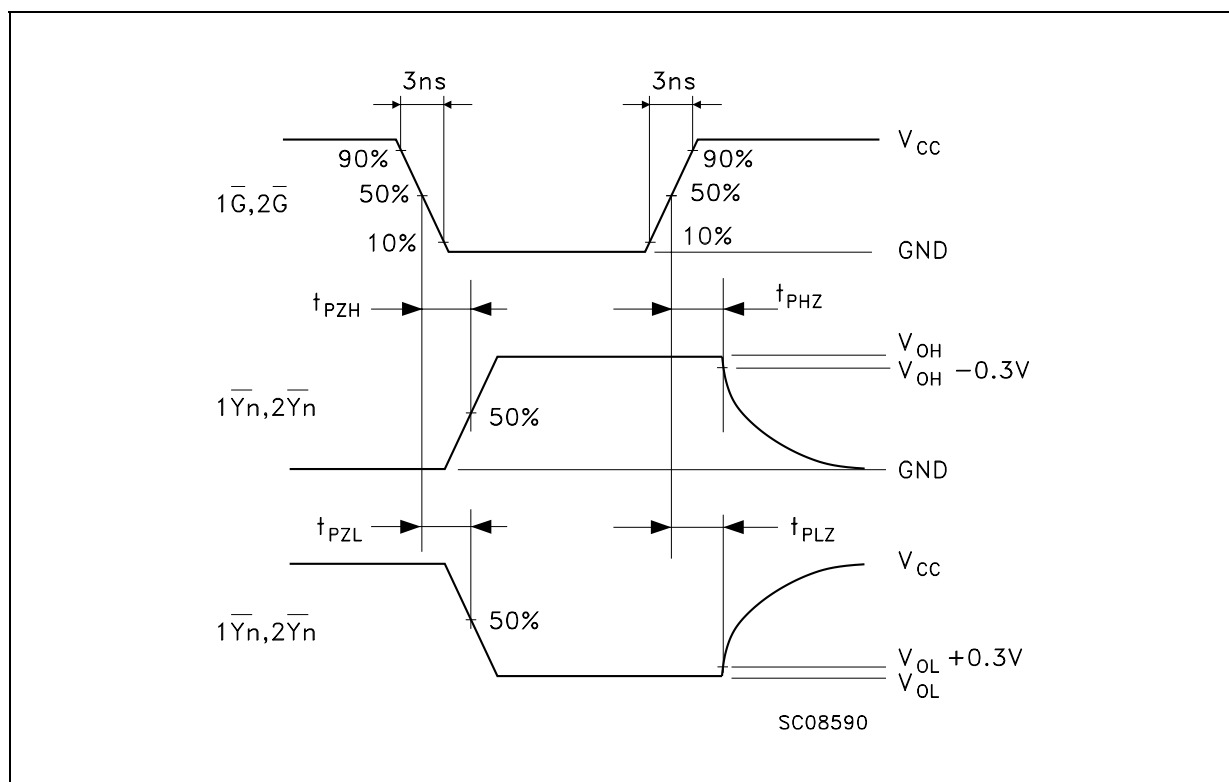 3ns 3ns
V_CC
90% 90%
50% 50%
1G̅,2G̅
10% 10%
GND
t_PZH t_PHZ
V_OH
V_OH −0.3V
1Y̅n̅,2Y̅n̅
50%
GND
t_PZL t_PLZ
V_CC
50%
1Y̅n̅,2Y̅n̅
V_OL +0.3V
V_OL
SC08590